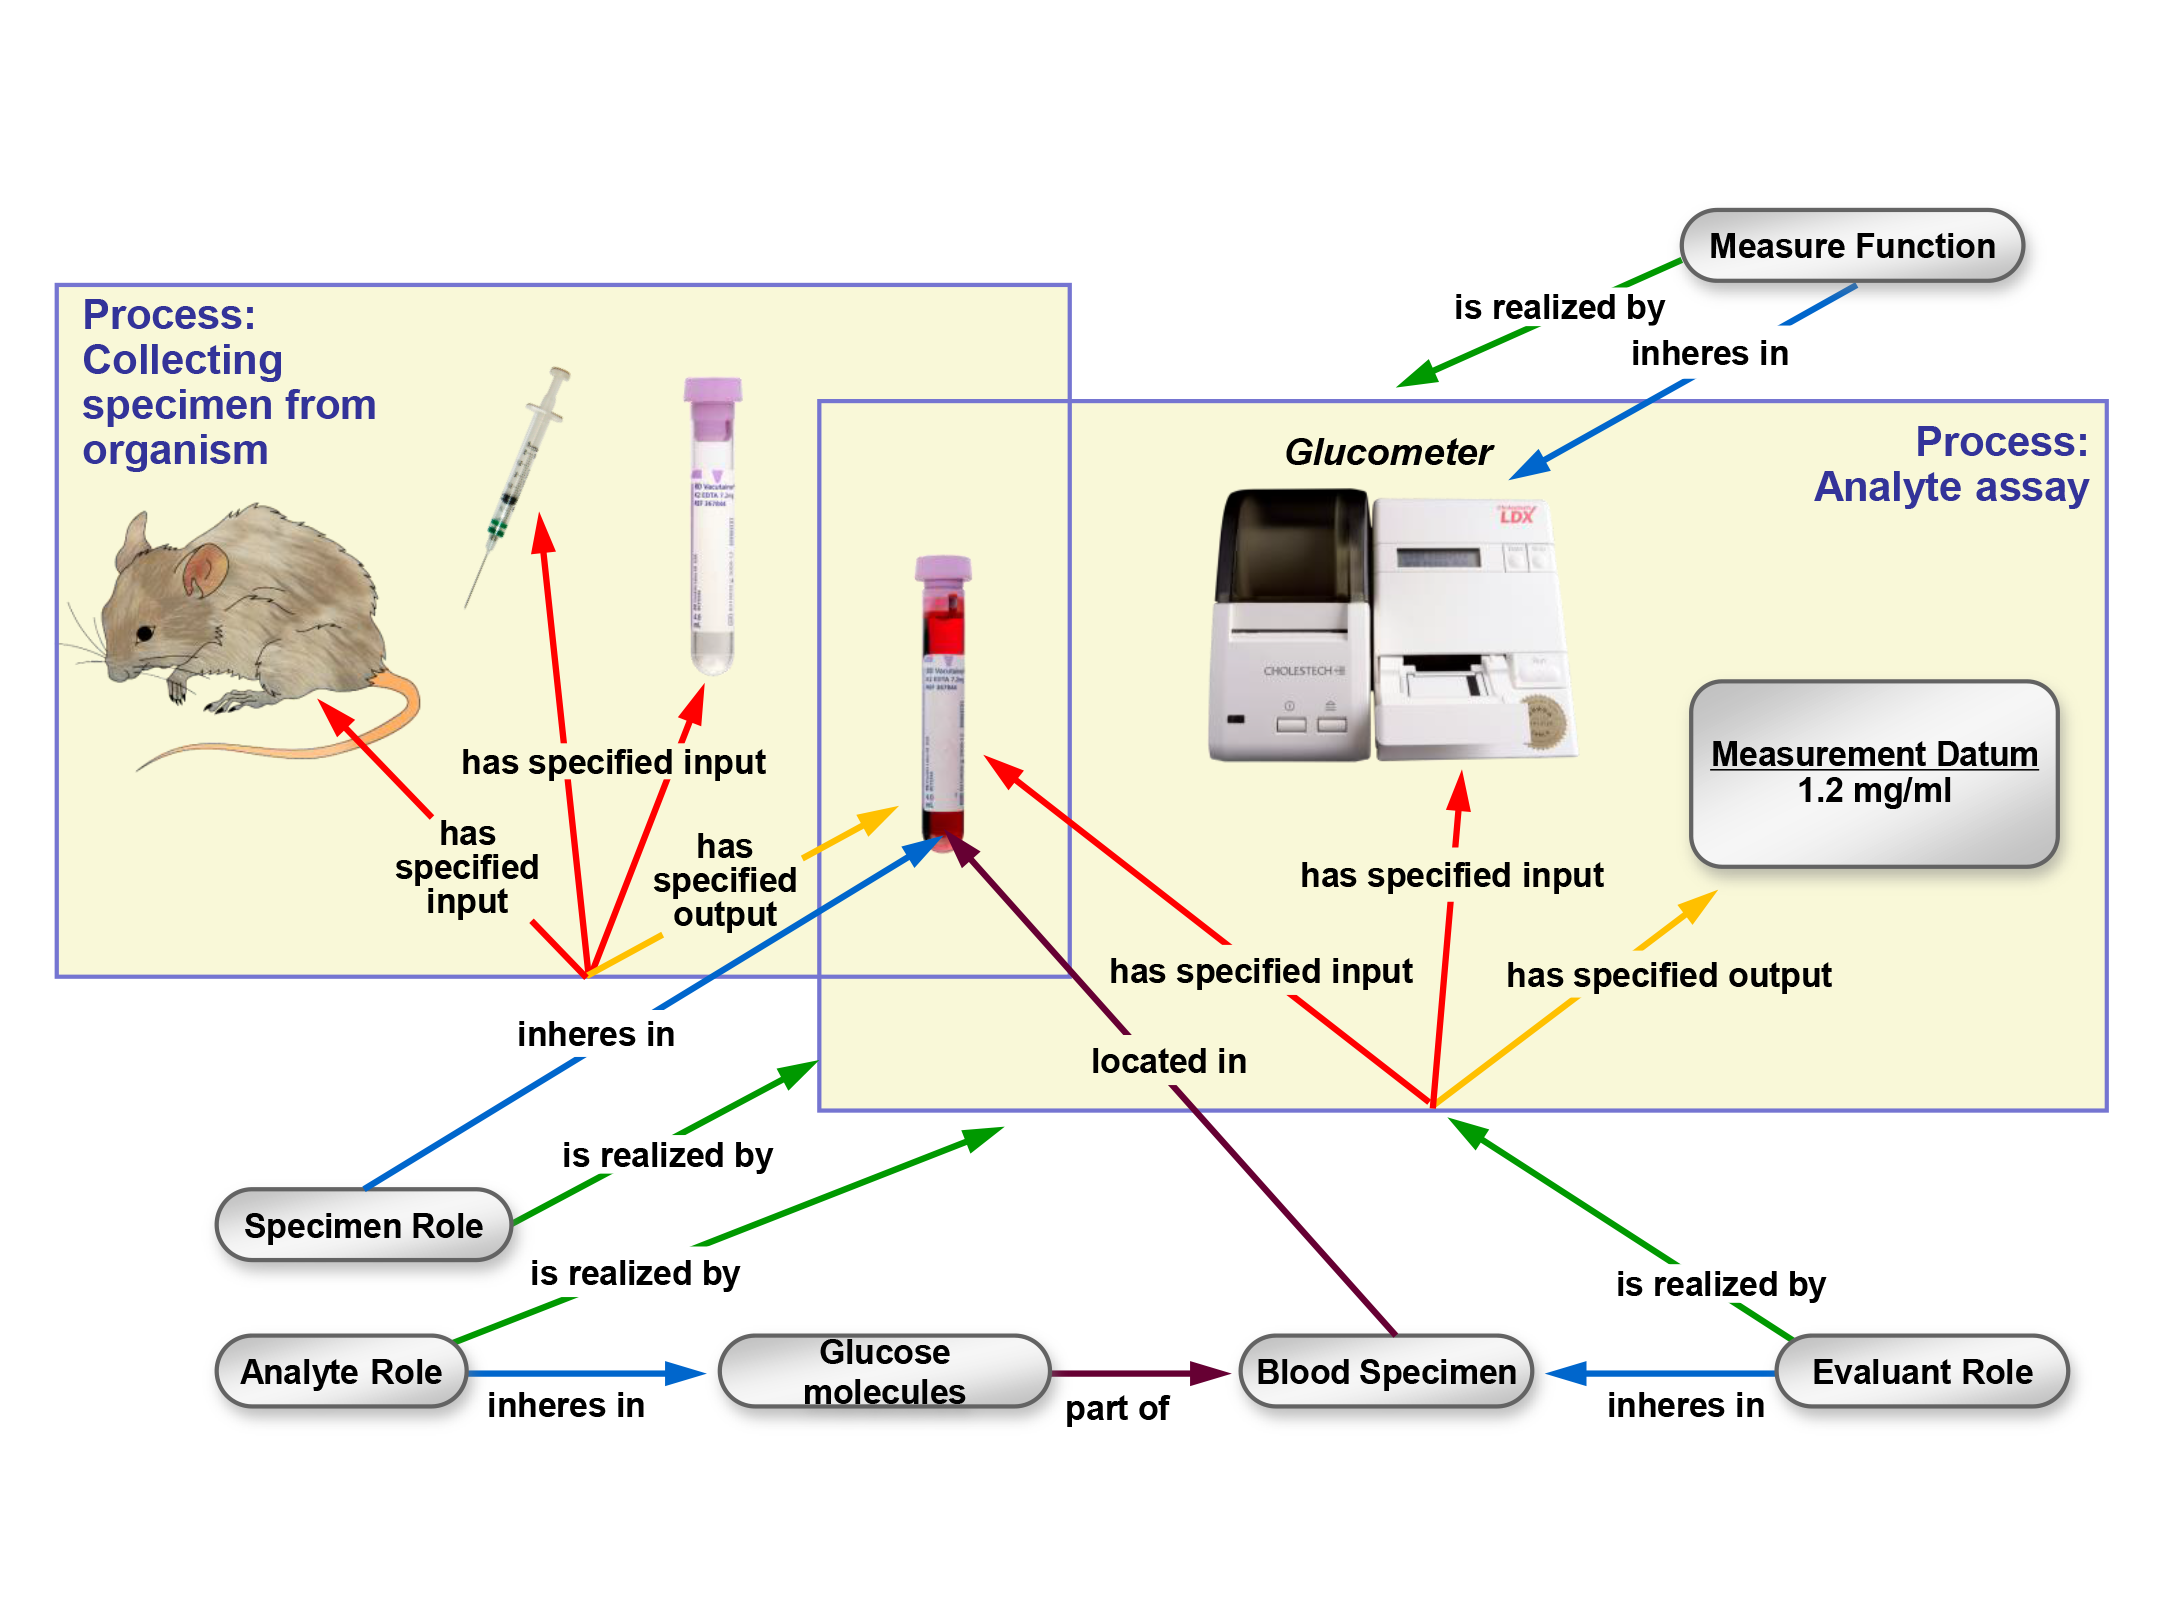 Measure Function
is realized by
inheres in
Process:
Collecting
specimen from
organism
Glucometer
Process:
Analyte assay
LDX
CHOLESTECH
has specified input
has
specified
input
has
specified
output
Measurement Datum
1.2 mg/ml
has specified input
has specified input
has specified output
inheres in
located in
is realized by
Specimen Role
is realized by
is realized by
Analyte Role
inheres in
Glucose
molecules
part of
Blood Specimen
inheres in
Evaluant Role